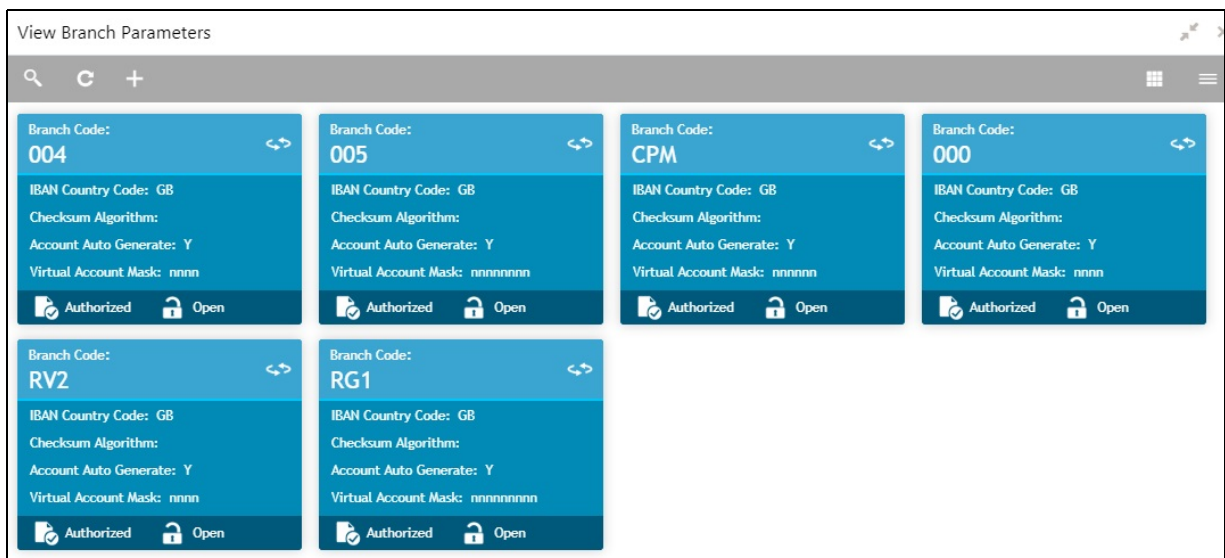 View Branch Parameters
Branch Code:
004
IBAN Country Code: GB
Checksum Algorithm:
Account Auto Generate: Y
Virtual Account Mask: nnnn
Authorized Open
Branch Code:
005
IBAN Country Code: GB
Checksum Algorithm:
Account Auto Generate: Y
Virtual Account Mask: nnnnnnnn
Authorized Open
Branch Code:
CPM
IBAN Country Code: GB
Checksum Algorithm:
Account Auto Generate: Y
Virtual Account Mask: nnnnnn
Authorized Open
Branch Code:
000
IBAN Country Code: GB
Checksum Algorithm:
Account Auto Generate: Y
Virtual Account Mask: nnnn
Authorized Open
Branch Code:
RV2
IBAN Country Code: GB
Checksum Algorithm:
Account Auto Generate: Y
Virtual Account Mask: nnnn
Authorized Open
Branch Code:
RG1
IBAN Country Code: GB
Checksum Algorithm:
Account Auto Generate: Y
Virtual Account Mask: nnnnnnnnn
Authorized Open